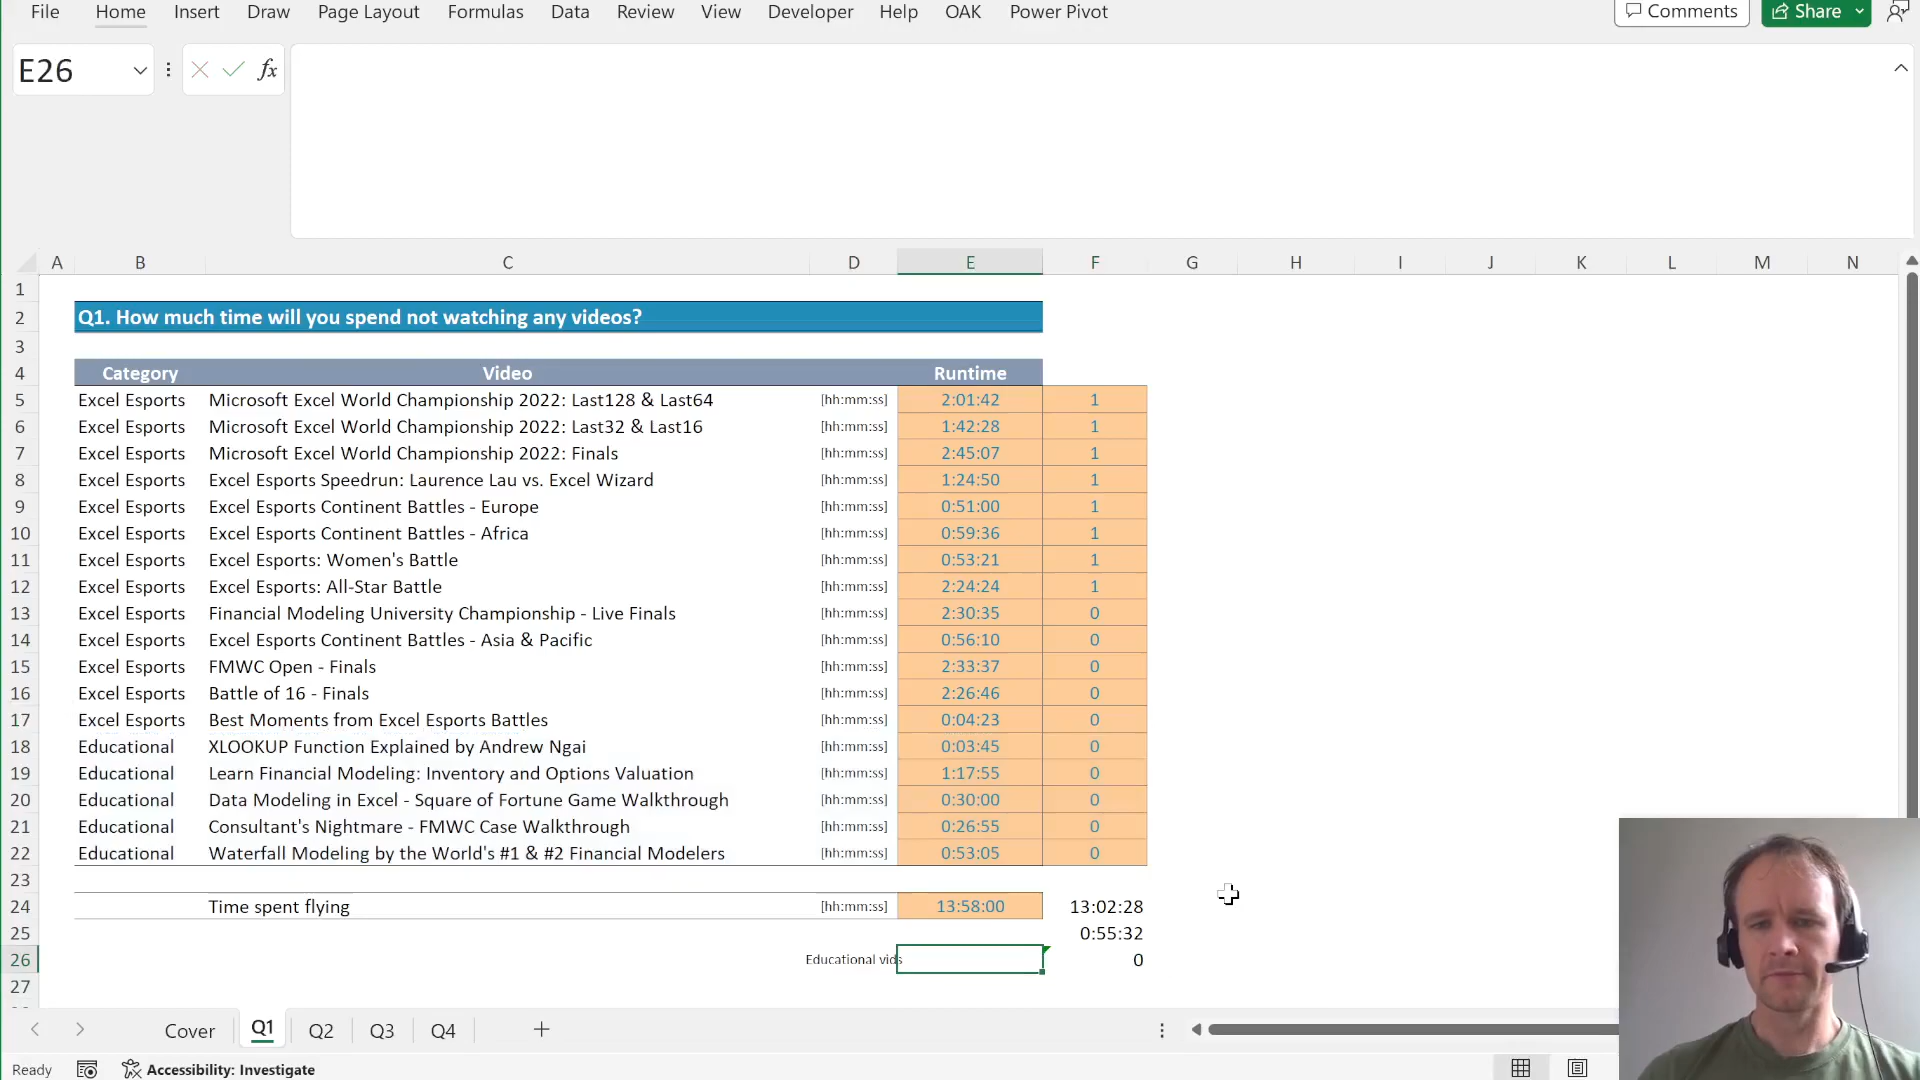 File Home Insert Draw Page Layout Formulas Data Review View Developer Help OAK Power Pivot Comments Share
E26 fx
A B C D E F G H I J K L M N
1
2 Q1. How much time will you spend not watching any videos?
3
4 Category Video Runtime
5 Excel Esports Microsoft Excel World Championship 2022: Last128 & Last64 [hh:mm:ss] 2:01:42 1
6 Excel Esports Microsoft Excel World Championship 2022: Last32 & Last16 [hh:mm:ss] 1:42:28 1
7 Excel Esports Microsoft Excel World Championship 2022: Finals [hh:mm:ss] 2:45:07 1
8 Excel Esports Excel Esports Speedrun: Laurence Lau vs. Excel Wizard [hh:mm:ss] 1:24:50 1
9 Excel Esports Excel Esports Continent Battles - Europe [hh:mm:ss] 0:51:00 1
10 Excel Esports Excel Esports Continent Battles - Africa [hh:mm:ss] 0:59:36 1
11 Excel Esports Excel Esports: Women's Battle [hh:mm:ss] 0:53:21 1
12 Excel Esports Excel Esports: All-Star Battle [hh:mm:ss] 2:24:24 1
13 Excel Esports Financial Modeling University Championship - Live Finals [hh:mm:ss] 2:30:35 0
14 Excel Esports Excel Esports Continent Battles - Asia & Pacific [hh:mm:ss] 0:56:10 0
15 Excel Esports FMWC Open - Finals [hh:mm:ss] 2:33:37 0
16 Excel Esports Battle of 16 - Finals [hh:mm:ss] 2:26:46 0
17 Excel Esports Best Moments from Excel Esports Battles [hh:mm:ss] 0:04:23 0
18 Educational XLOOKUP Function Explained by Andrew Ngai [hh:mm:ss] 0:03:45 0
19 Educational Learn Financial Modeling: Inventory and Options Valuation [hh:mm:ss] 1:17:55 0
20 Educational Data Modeling in Excel - Square of Fortune Game Walkthrough [hh:mm:ss] 0:30:00 0
21 Educational Consultant's Nightmare - FMWC Case Walkthrough [hh:mm:ss] 0:26:55 0
22 Educational Waterfall Modeling by the World's #1 & #2 Financial Modelers [hh:mm:ss] 0:53:05 0
23
24 Time spent flying [hh:mm:ss] 13:58:00 13:02:28
25 0:55:32
26 Educational vids 0
27
Cover Q1 Q2 Q3 Q4
Ready Accessibility: Investigate